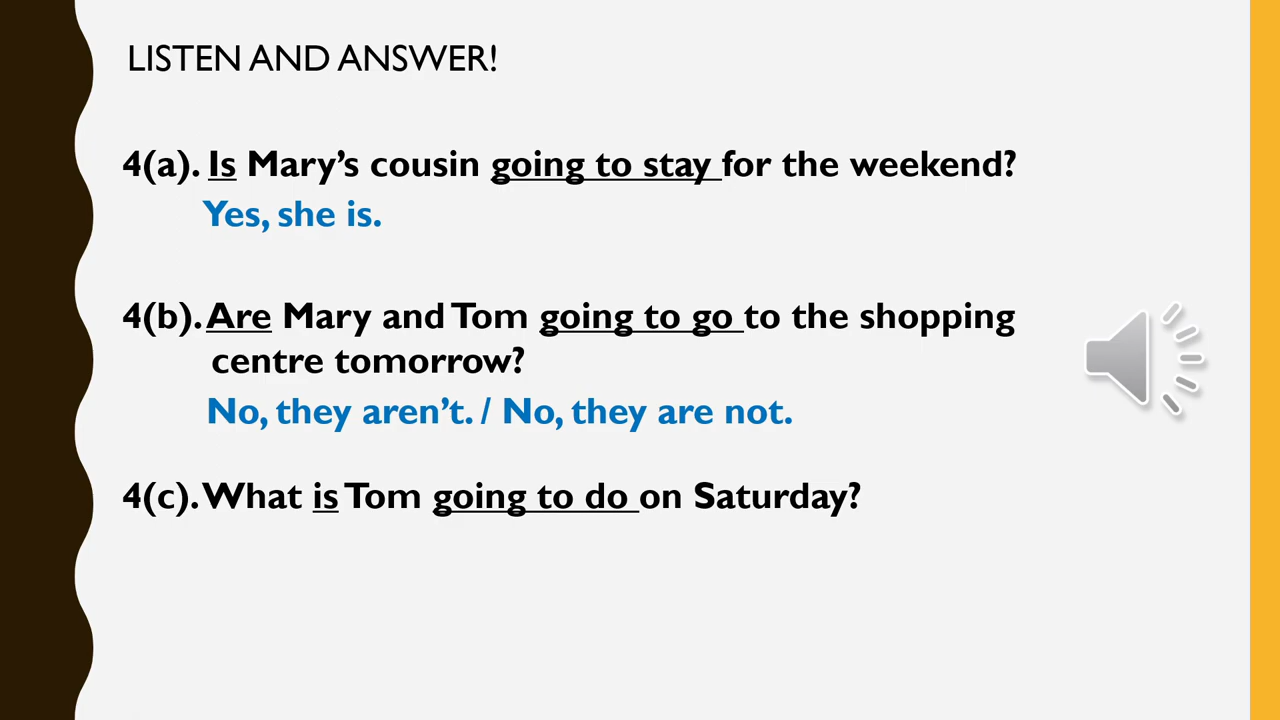 LISTEN AND ANSWER!
4(a). Is Mary’s cousin going to stay for the weekend?
Yes, she is.
4(b). Are Mary and Tom going to go to the shopping
centre tomorrow?
No, they aren’t. / No, they are not.
4(c). What is Tom going to do on Saturday?